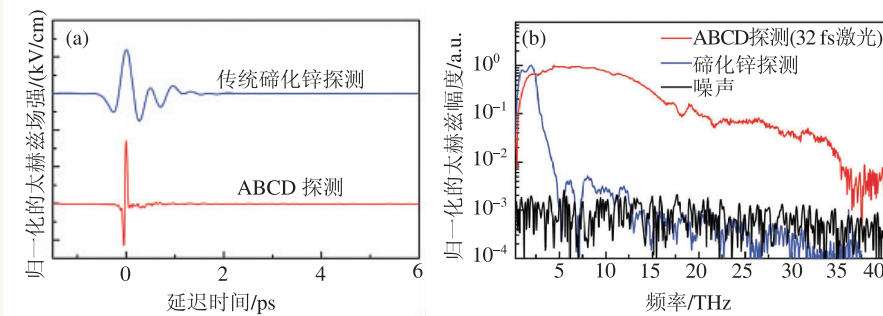 (a)
传统碲化锌探测
ABCD 探测
归一化的太赫兹场强/(kV/cm)
0
2
4
6
延迟时间/ps
(b)
ABCD探测(32 fs激光)
碲化锌探测
噪声
归一化的太赫兹幅度/a.u.
10⁰
10⁻¹
10⁻²
10⁻³
10⁻⁴
5
10
15
20
25
30
35
40
频率/THz